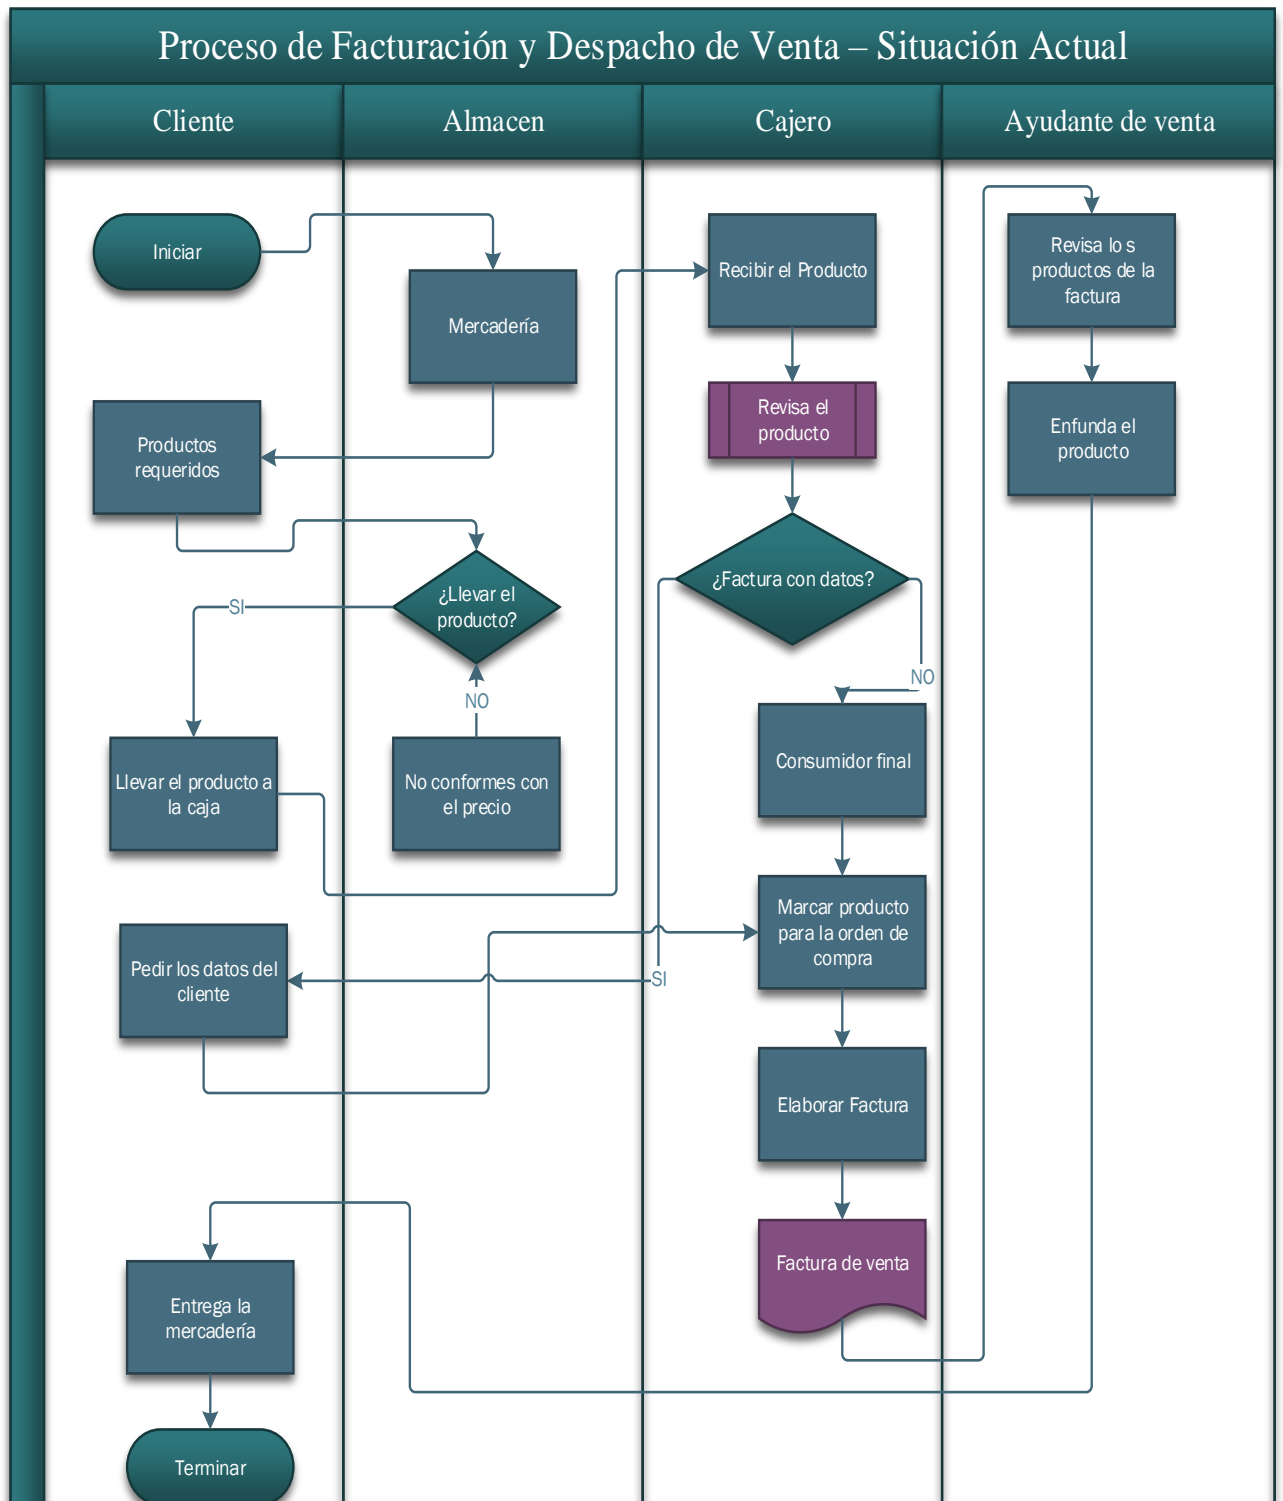 Proceso de Facturación y Despacho de Venta – Situación Actual
Cliente
Almacen
Cajero
Ayudante de venta
Iniciar
Mercadería
Recibir el Producto
Revisa lo s
productos de la
factura
Productos
requeridos
Revisa el
producto
Enfunda el
producto
¿Llevar el
producto?
¿Factura con datos?
SI
NO
NO
Llevar el producto a
la caja
No conformes con
el precio
Consumidor final
Marcar producto
para la orden de
compra
Pedir los datos del
cliente
SI
Elaborar Factura
Factura de venta
Entrega la
mercadería
Terminar